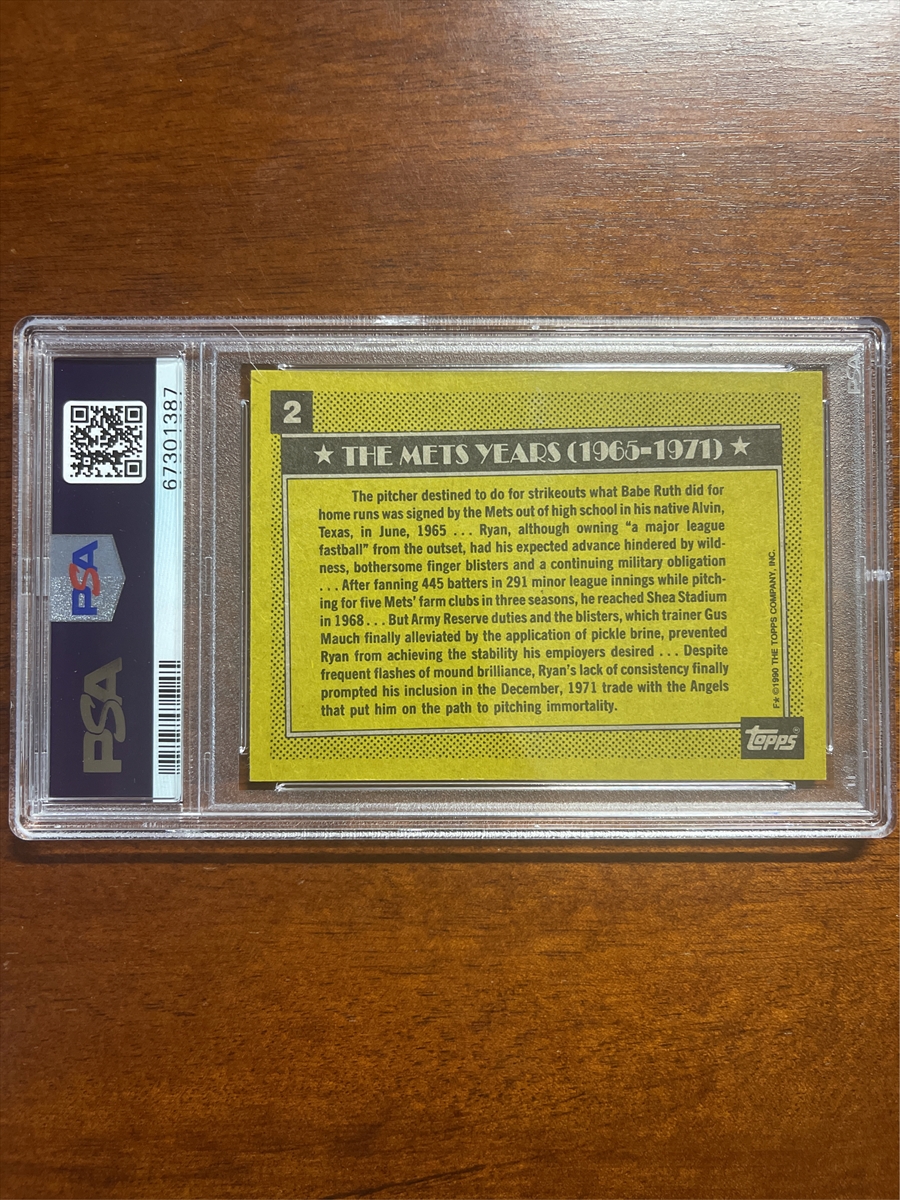 67301387
PSA
PSA
2
★ THE METS YEARS (1965-1971) ★
The pitcher destined to do for strikeouts what Babe Ruth did for
home runs was signed by the Mets out of high school in his native Alvin,
Texas, in June, 1965 ... Ryan, although owning "a major league
fastball" from the outset, had his expected advance hindered by wild-
ness, bothersome finger blisters and a continuing military obligation
... After fanning 445 batters in 291 minor league innings while pitch-
ing for five Mets' farm clubs in three seasons, he reached Shea Stadium
in 1968 ... But Army Reserve duties and the blisters, which trainer Gus
Mauch finally alleviated by the application of pickle brine, prevented
Ryan from achieving the stability his employers desired ... Despite
frequent flashes of mound brilliance, Ryan's lack of consistency finally
prompted his inclusion in the December, 1971 trade with the Angels
that put him on the path to pitching immortality.
F★ ©1990 THE TOPPS COMPANY, INC.
topps®